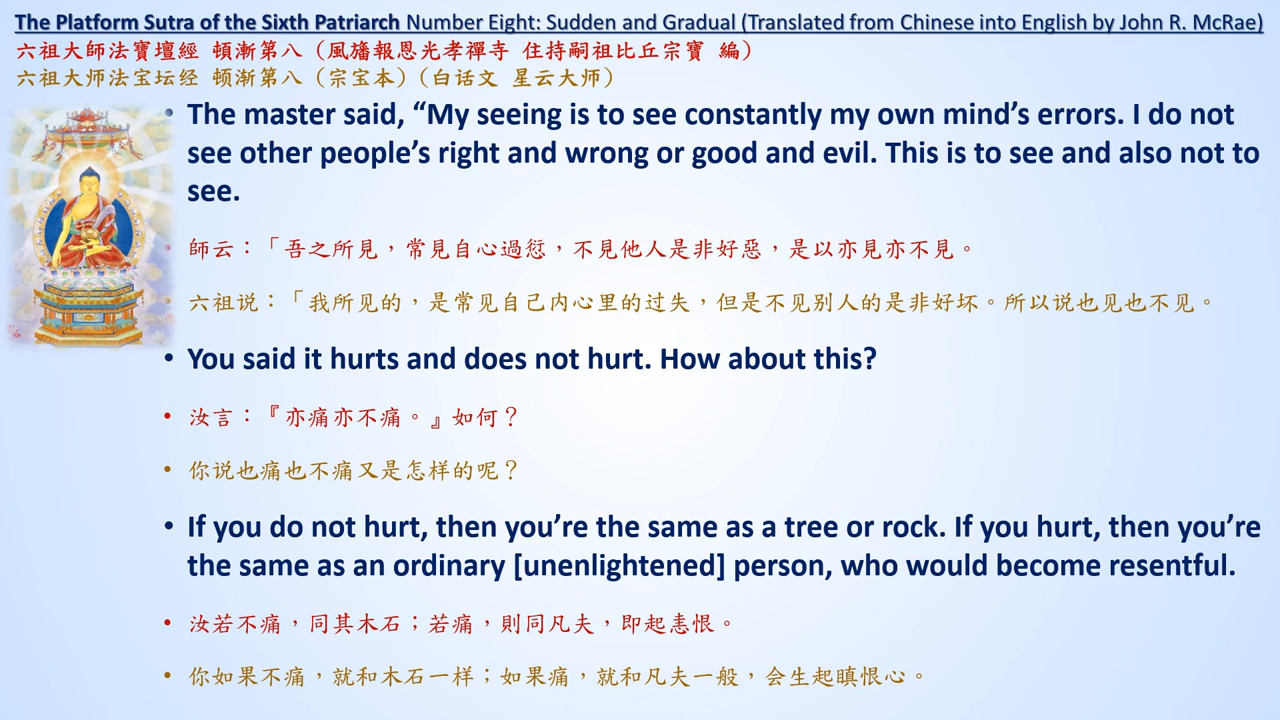 The Platform Sutra of the Sixth Patriarch Number Eight: Sudden and Gradual (Translated from Chinese into English by John R. McRae)
六祖大師法寶壇經 頓漸第八（風旛報恩光孝禪寺 住持嗣祖比丘宗寶 編）
六祖大师法宝坛经 顿渐第八（宗宝本）（白话文 星云大师）
• The master said, “My seeing is to see constantly my own mind’s errors. I do not
see other people’s right and wrong or good and evil. This is to see and also not to
see.
• 師云：「吾之所見，常見自心過愆，不見他人是非好惡，是以亦見亦不見。
• 六祖说：「我所见的，是常见自己内心里的过失，但是不见别人的是非好坏。所以说也见也不见。
• You said it hurts and does not hurt. How about this?
• 汝言：『亦痛亦不痛。』如何？
• 你说也痛也不痛又是怎样的呢？
• If you do not hurt, then you’re the same as a tree or rock. If you hurt, then you’re
the same as an ordinary [unenlightened] person, who would become resentful.
• 汝若不痛，同其木石；若痛，則同凡夫，即起恚恨。
• 你如果不痛，就和木石一样；如果痛，就和凡夫一般，会生起瞋恨心。